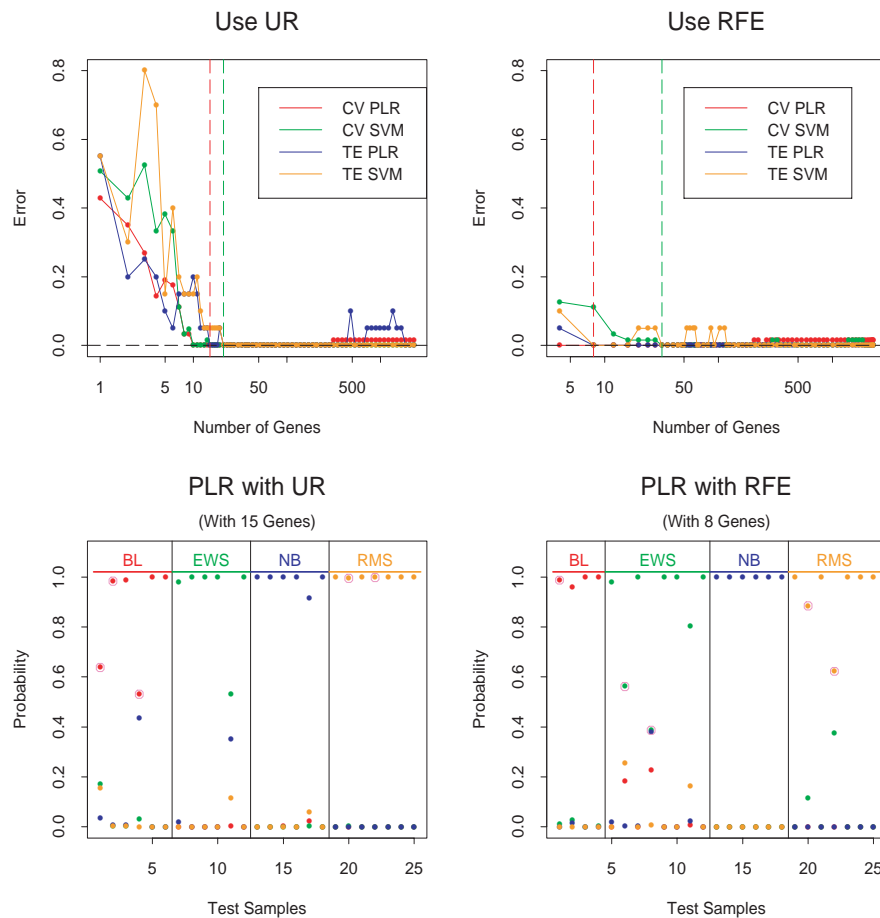 Use UR
0.8
0.6
0.4
0.2
0.0
Error
CV PLR
CV SVM
TE PLR
TE SVM
1
5
10
50
500
Number of Genes
Use RFE
0.8
0.6
0.4
0.2
0.0
Error
CV PLR
CV SVM
TE PLR
TE SVM
5
10
50
500
Number of Genes
PLR with UR
(With 15 Genes)
BL
EWS
NB
RMS
1.0
0.8
0.6
0.4
0.2
0.0
Probability
5
10
15
20
25
Test Samples
PLR with RFE
(With 8 Genes)
BL
EWS
NB
RMS
1.0
0.8
0.6
0.4
0.2
0.0
Probability
5
10
15
20
25
Test Samples